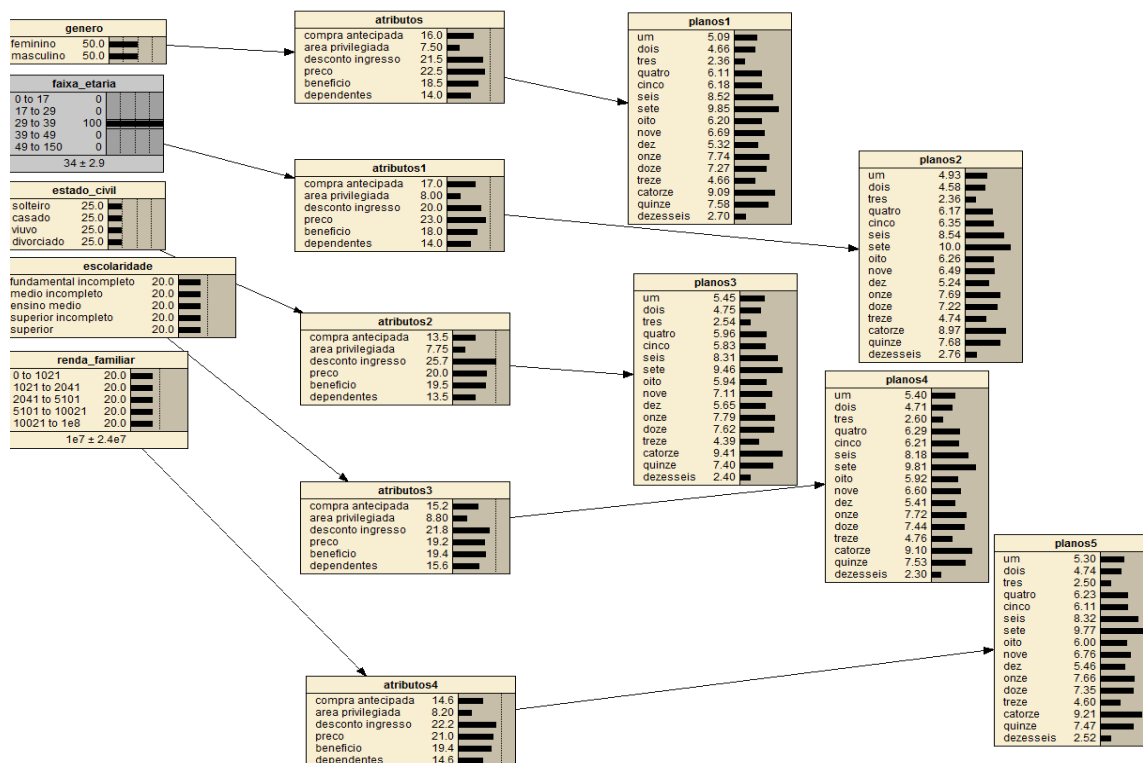 genero
feminino 50.0
masculino 50.0
faixa_etaria
0 to 17 0
17 to 29 0
29 to 39 100
39 to 49 0
49 to 150 0
34 ± 2.9
estado_civil
solteiro 25.0
casado 25.0
viuvo 25.0
divorciado 25.0
escolaridade
fundamental incompleto 20.0
medio incompleto 20.0
ensino medio 20.0
superior incompleto 20.0
superior 20.0
renda_familiar
0 to 1021 20.0
1021 to 2041 20.0
2041 to 5101 20.0
5101 to 10021 20.0
10021 to 1e8 20.0
1e7 ± 2.4e7
atributos
compra antecipada 16.0
area privilegiada 7.50
desconto ingresso 21.5
preco 22.5
beneficio 18.5
dependentes 14.0
atributos1
compra antecipada 17.0
area privilegiada 8.00
desconto ingresso 20.0
preco 23.0
beneficio 18.0
dependentes 14.0
atributos2
compra antecipada 13.5
area privilegiada 7.75
desconto ingresso 25.7
preco 20.0
beneficio 19.5
dependentes 13.5
atributos3
compra antecipada 15.2
area privilegiada 8.80
desconto ingresso 21.8
preco 19.2
beneficio 19.4
dependentes 15.6
atributos4
compra antecipada 14.6
area privilegiada 8.20
desconto ingresso 22.2
preco 21.0
beneficio 19.4
dependentes 14.6
planos1
um 5.09
dois 4.66
tres 2.36
quatro 6.11
cinco 6.18
seis 8.52
sete 9.85
oito 6.20
nove 6.69
dez 5.32
onze 7.74
doze 7.27
treze 4.66
catorze 9.09
quinze 7.58
dezesseis 2.70
planos2
um 4.93
dois 4.58
tres 2.36
quatro 6.17
cinco 6.35
seis 8.54
sete 10.0
oito 6.26
nove 6.49
dez 5.24
onze 7.69
doze 7.22
treze 4.74
catorze 8.97
quinze 7.68
dezesseis 2.76
planos3
um 5.45
dois 4.75
tres 2.54
quatro 5.96
cinco 5.83
seis 8.31
sete 9.46
oito 5.94
nove 7.11
dez 5.65
onze 7.79
doze 7.62
treze 4.39
catorze 9.41
quinze 7.40
dezesseis 2.40
planos4
um 5.40
dois 4.71
tres 2.60
quatro 6.29
cinco 6.21
seis 8.18
sete 9.81
oito 5.92
nove 6.60
dez 5.41
onze 7.72
doze 7.44
treze 4.76
catorze 9.10
quinze 7.53
dezesseis 2.30
planos5
um 5.30
dois 4.74
tres 2.50
quatro 6.23
cinco 6.11
seis 8.32
sete 9.77
oito 6.00
nove 6.76
dez 5.46
onze 7.66
doze 7.35
treze 4.60
catorze 9.21
quinze 7.47
dezesseis 2.52